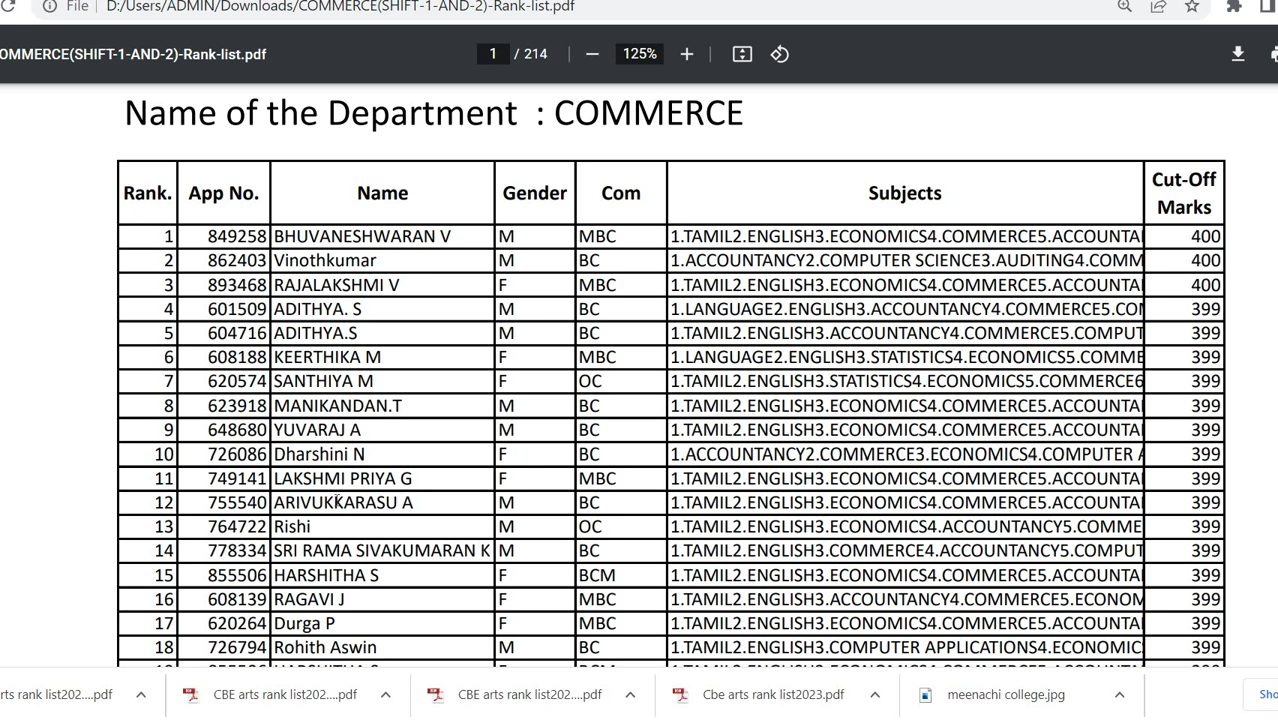 File | D:/Users/ADMIN/Downloads/COMMERCE(SHIFT-1-AND-2)-Rank-list.pdf
OMMERCE(SHIFT-1-AND-2)-Rank-list.pdf 1 / 214 125%
Name of the Department : COMMERCE
Rank. App No. Name Gender Com Subjects Cut-Off Marks
1 849258 BHUVANESHWARAN V M MBC 1.TAMIL2.ENGLISH3.ECONOMICS4.COMMERCE5.ACCOUNTA 400
2 862403 Vinothkumar M BC 1.ACCOUNTANCY2.COMPUTER SCIENCE3.AUDITING4.COMM 400
3 893468 RAJALAKSHMI V F MBC 1.TAMIL2.ENGLISH3.ECONOMICS4.COMMERCE5.ACCOUNTA 400
4 601509 ADITHYA. S M BC 1.LANGUAGE2.ENGLISH3.ACCOUNTANCY4.COMMERCE5.COM 399
5 604716 ADITHYA.S M BC 1.TAMIL2.ENGLISH3.ACCOUNTANCY4.COMMERCE5.COMPUT 399
6 608188 KEERTHIKA M F MBC 1.LANGUAGE2.ENGLISH3.STATISTICS4.ECONOMICS5.COMME 399
7 620574 SANTHIYA M F OC 1.TAMIL2.ENGLISH3.STATISTICS4.ECONOMICS5.COMMERCE6 399
8 623918 MANIKANDAN.T M BC 1.TAMIL2.ENGLISH3.ECONOMICS4.COMMERCE5.ACCOUNTA 399
9 648680 YUVARAJ A M BC 1.TAMIL2.ENGLISH3.ECONOMICS4.COMMERCE5.ACCOUNTA 399
10 726086 Dharshini N F BC 1.ACCOUNTANCY2.COMMERCE3.ECONOMICS4.COMPUTER A 399
11 749141 LAKSHMI PRIYA G F MBC 1.TAMIL2.ENGLISH3.ECONOMICS4.COMMERCE5.ACCOUNTA 399
12 755540 ARIVUKKARASU A M BC 1.TAMIL2.ENGLISH3.ECONOMICS4.COMMERCE5.ACCOUNTA 399
13 764722 Rishi M OC 1.TAMIL2.ENGLISH3.ECONOMICS4.ACCOUNTANCY5.COMME 399
14 778334 SRI RAMA SIVAKUMARAN K M BC 1.TAMIL2.ENGLISH3.COMMERCE4.ACCOUNTANCY5.COMPUT 399
15 855506 HARSHITHA S F BCM 1.TAMIL2.ENGLISH3.ECONOMICS4.COMMERCE5.ACCOUNTA 399
16 608139 RAGAVI J F MBC 1.TAMIL2.ENGLISH3.ACCOUNTANCY4.COMMERCE5.ECONOM 399
17 620264 Durga P F MBC 1.TAMIL2.ENGLISH3.ECONOMICS4.COMMERCE5.ACCOUNTA 399
18 726794 Rohith Aswin M BC 1.TAMIL2.ENGLISH3.COMPUTER APPLICATIONS4.ECONOMIC 399
rts rank list202....pdf CBE arts rank list202....pdf CBE arts rank list202....pdf Cbe arts rank list2023.pdf meenachi college.jpg Sho